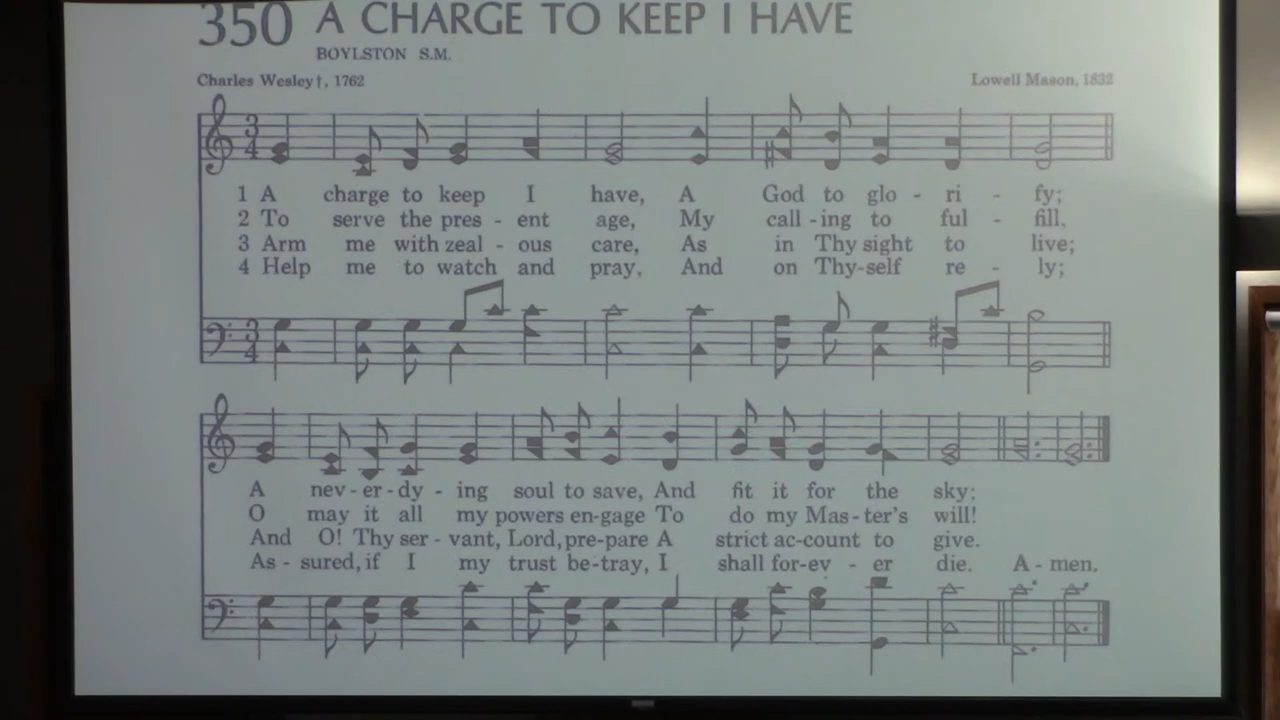 350 A CHARGE TO KEEP I HAVE
BOYLSTON S.M.
Charles Wesley†, 1762 Lowell Mason, 1832
3 4
1 A charge to keep I have, A God to glo - ri - fy;
2 To serve the pres - ent age, My call - ing to ful - fill,
3 Arm me with zeal - ous care, As in Thy sight to live;
4 Help me to watch and pray, And on Thy-self re - ly;
3 4
A nev - er - dy - ing soul to save, And fit it for the sky;
O may it all my powers en-gage To do my Mas - ter's will!
And O! Thy ser - vant, Lord, pre-pare A strict ac-count to give.
As - sured, if I my trust be-tray, I shall for-ev - er die. A - men.